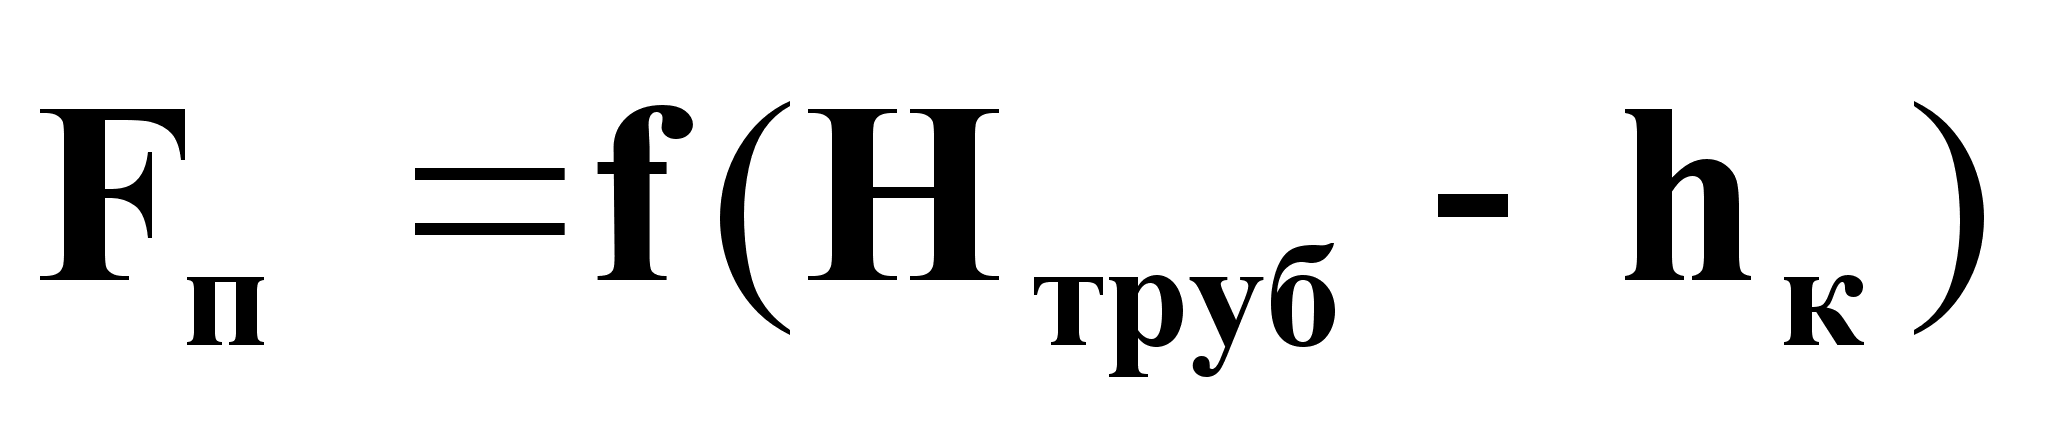 Fп = f(Hтруб - hк)